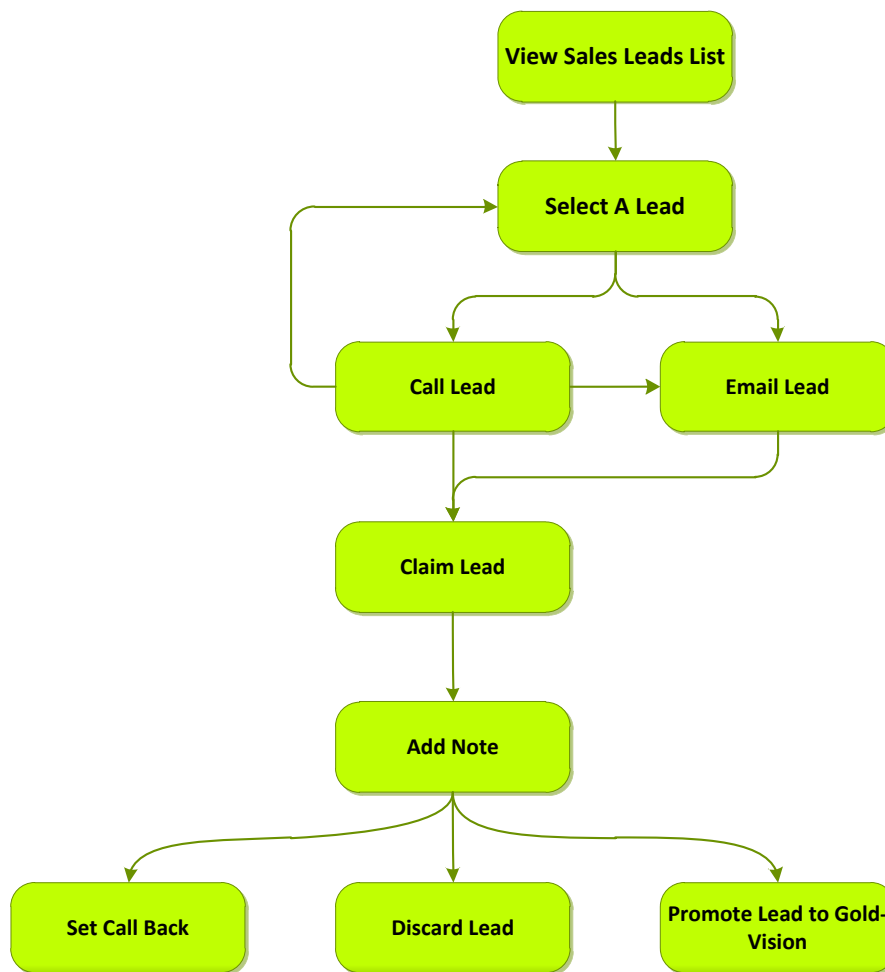 View Sales Leads List
Select A Lead
Call Lead
Email Lead
Claim Lead
Add Note
Set Call Back
Discard Lead
Promote Lead to Gold-
Vision